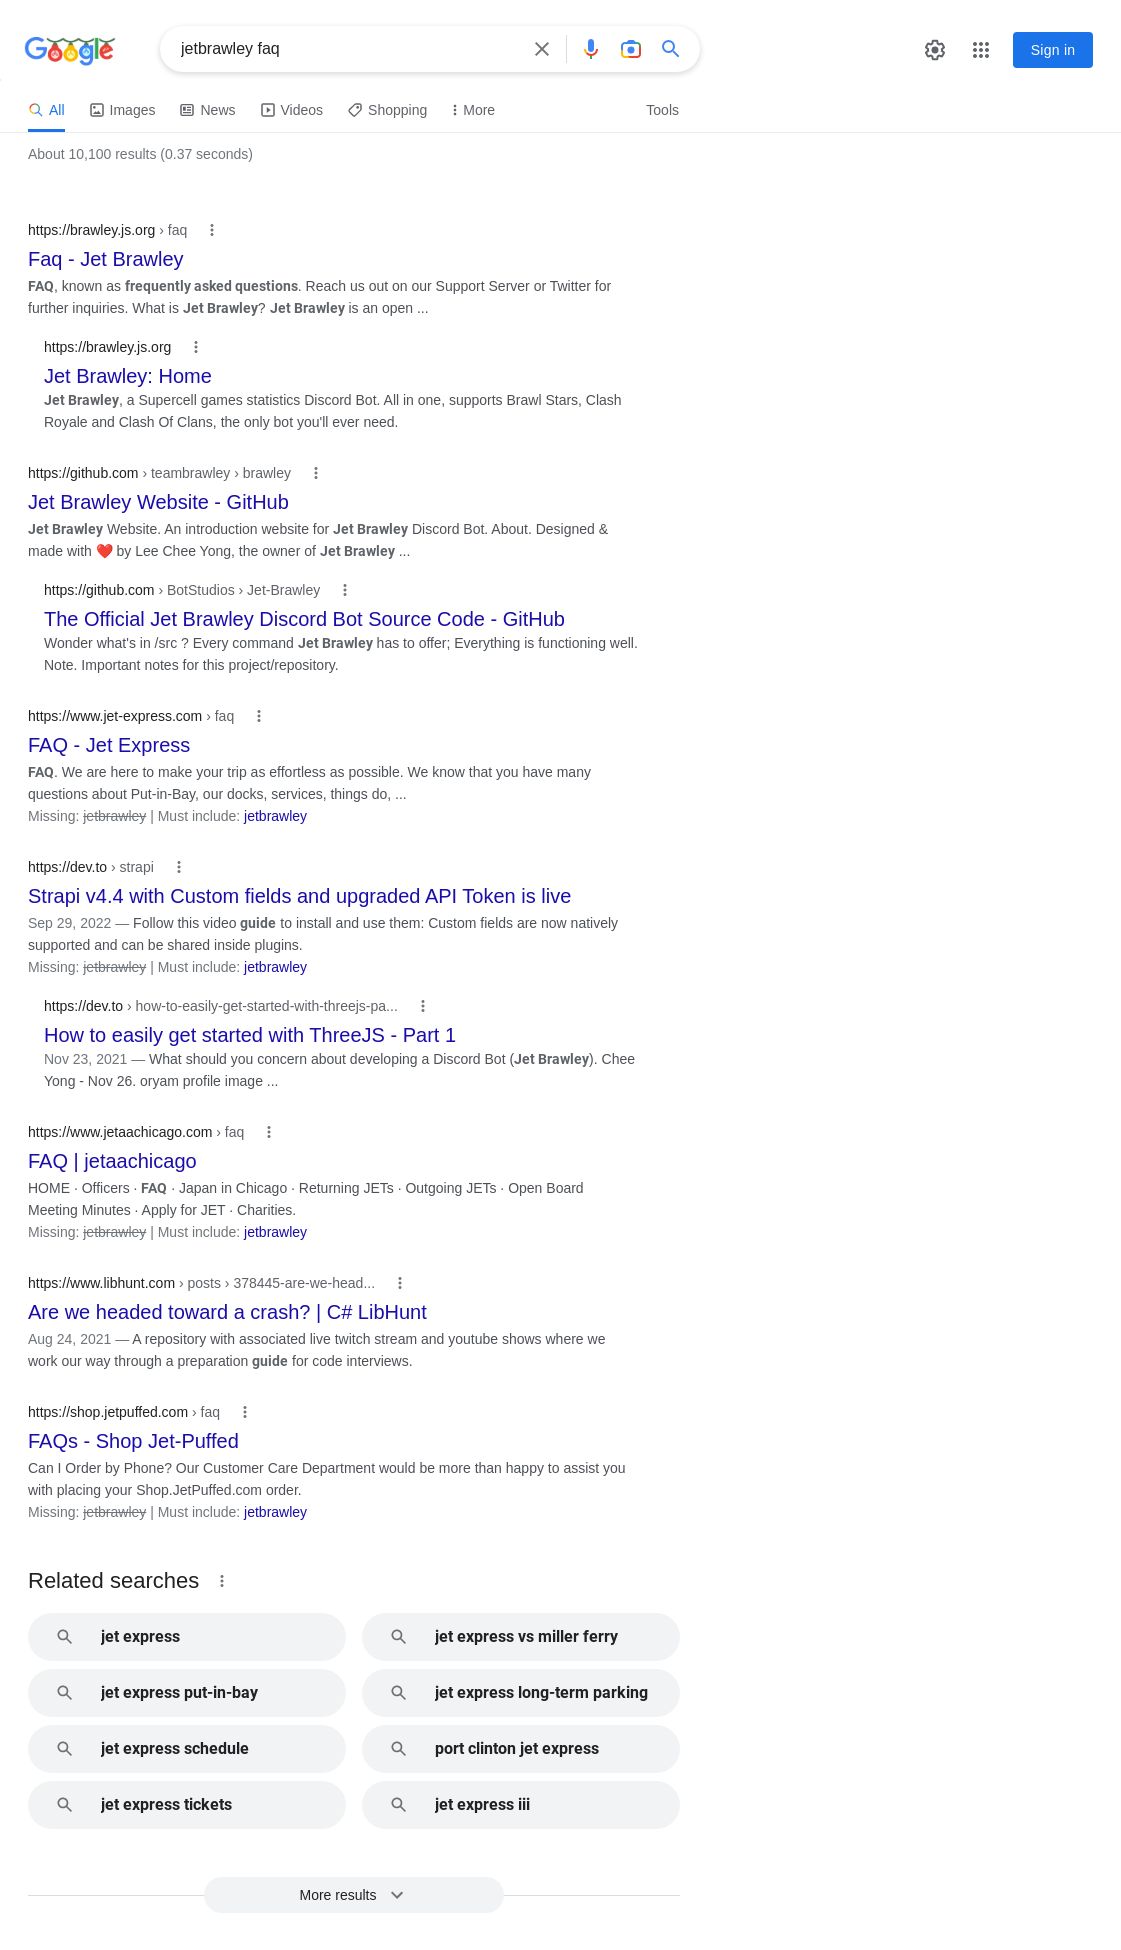 Google
jetbrawley faq
Sign in
All
Images
News
Videos
Shopping
More
Tools
About 10,100 results (0.37 seconds)
https://brawley.js.org › faq
Faq - Jet Brawley
FAQ, known as frequently asked questions. Reach us out on our Support Server or Twitter for
further inquiries. What is Jet Brawley? Jet Brawley is an open ...
https://brawley.js.org
Jet Brawley: Home
Jet Brawley, a Supercell games statistics Discord Bot. All in one, supports Brawl Stars, Clash
Royale and Clash Of Clans, the only bot you'll ever need.
https://github.com › teambrawley › brawley
Jet Brawley Website - GitHub
Jet Brawley Website. An introduction website for Jet Brawley Discord Bot. About. Designed &
made with ❤️ by Lee Chee Yong, the owner of Jet Brawley ...
https://github.com › BotStudios › Jet-Brawley
The Official Jet Brawley Discord Bot Source Code - GitHub
Wonder what's in /src ? Every command Jet Brawley has to offer; Everything is functioning well.
Note. Important notes for this project/repository.
https://www.jet-express.com › faq
FAQ - Jet Express
FAQ. We are here to make your trip as effortless as possible. We know that you have many
questions about Put-in-Bay, our docks, services, things do, ...
Missing: jetbrawley | Must include: jetbrawley
https://dev.to › strapi
Strapi v4.4 with Custom fields and upgraded API Token is live
Sep 29, 2022 — Follow this video guide to install and use them: Custom fields are now natively
supported and can be shared inside plugins.
Missing: jetbrawley | Must include: jetbrawley
https://dev.to › how-to-easily-get-started-with-threejs-pa...
How to easily get started with ThreeJS - Part 1
Nov 23, 2021 — What should you concern about developing a Discord Bot (Jet Brawley). Chee
Yong - Nov 26. oryam profile image ...
https://www.jetaachicago.com › faq
FAQ | jetaachicago
HOME · Officers · FAQ · Japan in Chicago · Returning JETs · Outgoing JETs · Open Board
Meeting Minutes · Apply for JET · Charities.
Missing: jetbrawley | Must include: jetbrawley
https://www.libhunt.com › posts › 378445-are-we-head...
Are we headed toward a crash? | C# LibHunt
Aug 24, 2021 — A repository with associated live twitch stream and youtube shows where we
work our way through a preparation guide for code interviews.
https://shop.jetpuffed.com › faq
FAQs - Shop Jet-Puffed
Can I Order by Phone? Our Customer Care Department would be more than happy to assist you
with placing your Shop.JetPuffed.com order.
Missing: jetbrawley | Must include: jetbrawley
Related searches
jet express
jet express vs miller ferry
jet express put-in-bay
jet express long-term parking
jet express schedule
port clinton jet express
jet express tickets
jet express iii
More results